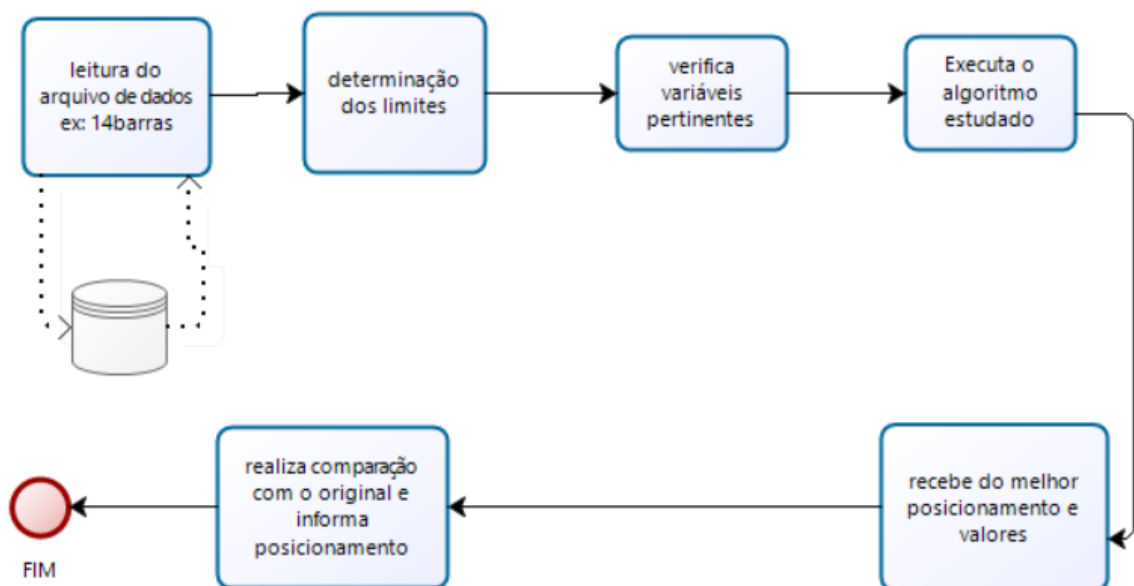 leitura do
arquivo de dados
ex: 14barras
determinação
dos limites
verifica
variáveis
pertinentes
Executa o
algoritmo
estudado
recebe do melhor
posicionamento e
valores
realiza comparação
com o original e
informa
posicionamento
FIM